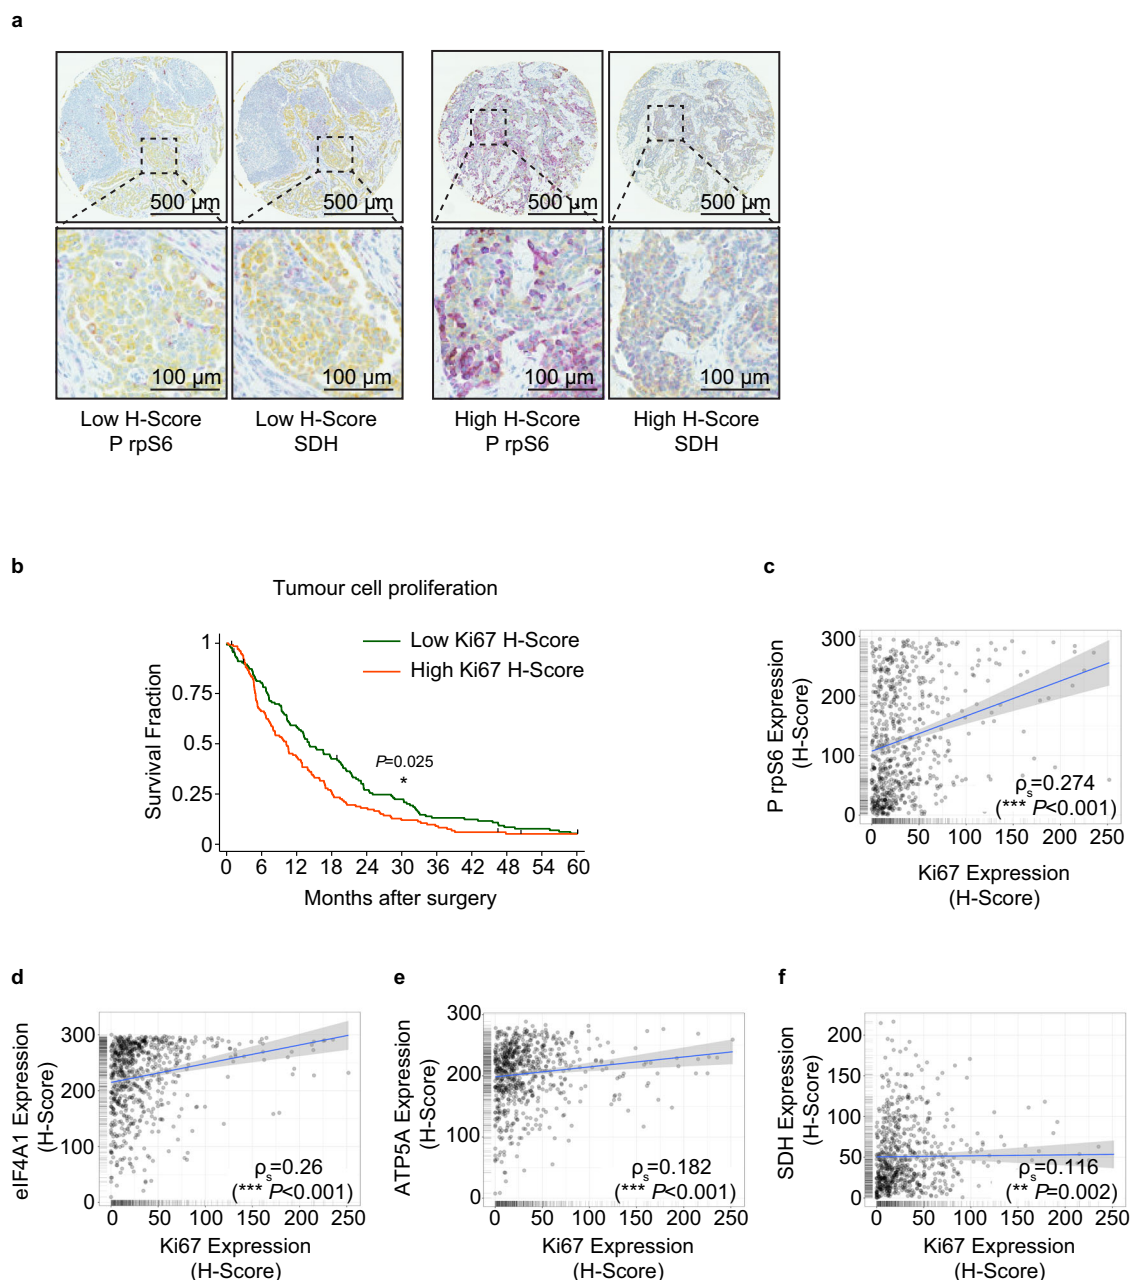 a
500 µm
500 µm
500 µm
500 µm
100 µm
100 µm
100 µm
100 µm
Low H-Score
P rpS6
Low H-Score
SDH
High H-Score
P rpS6
High H-Score
SDH
b
Tumour cell proliferation
Low Ki67 H-Score
High Ki67 H-Score
Survival Fraction
1
0.75
0.5
0.25
0
P=0.025
*
0 6 12 18 24 30 36 42 48 54 60
Months after surgery
c
P rpS6 Expression
(H-Score)
300
200
100
0
ρs=0.274
(*** P<0.001)
0 50 100 150 200 250
Ki67 Expression
(H-Score)
d
eIF4A1 Expression
(H-Score)
300
200
100
0
ρs=0.26
(*** P<0.001)
0 50 100 150 200 250
Ki67 Expression
(H-Score)
e
ATP5A Expression
(H-Score)
300
200
100
0
ρs=0.182
(*** P<0.001)
0 50 100 150 200 250
Ki67 Expression
(H-Score)
f
SDH Expression
(H-Score)
200
150
100
50
0
ρs=0.116
(** P=0.002)
0 50 100 150 200 250
Ki67 Expression
(H-Score)